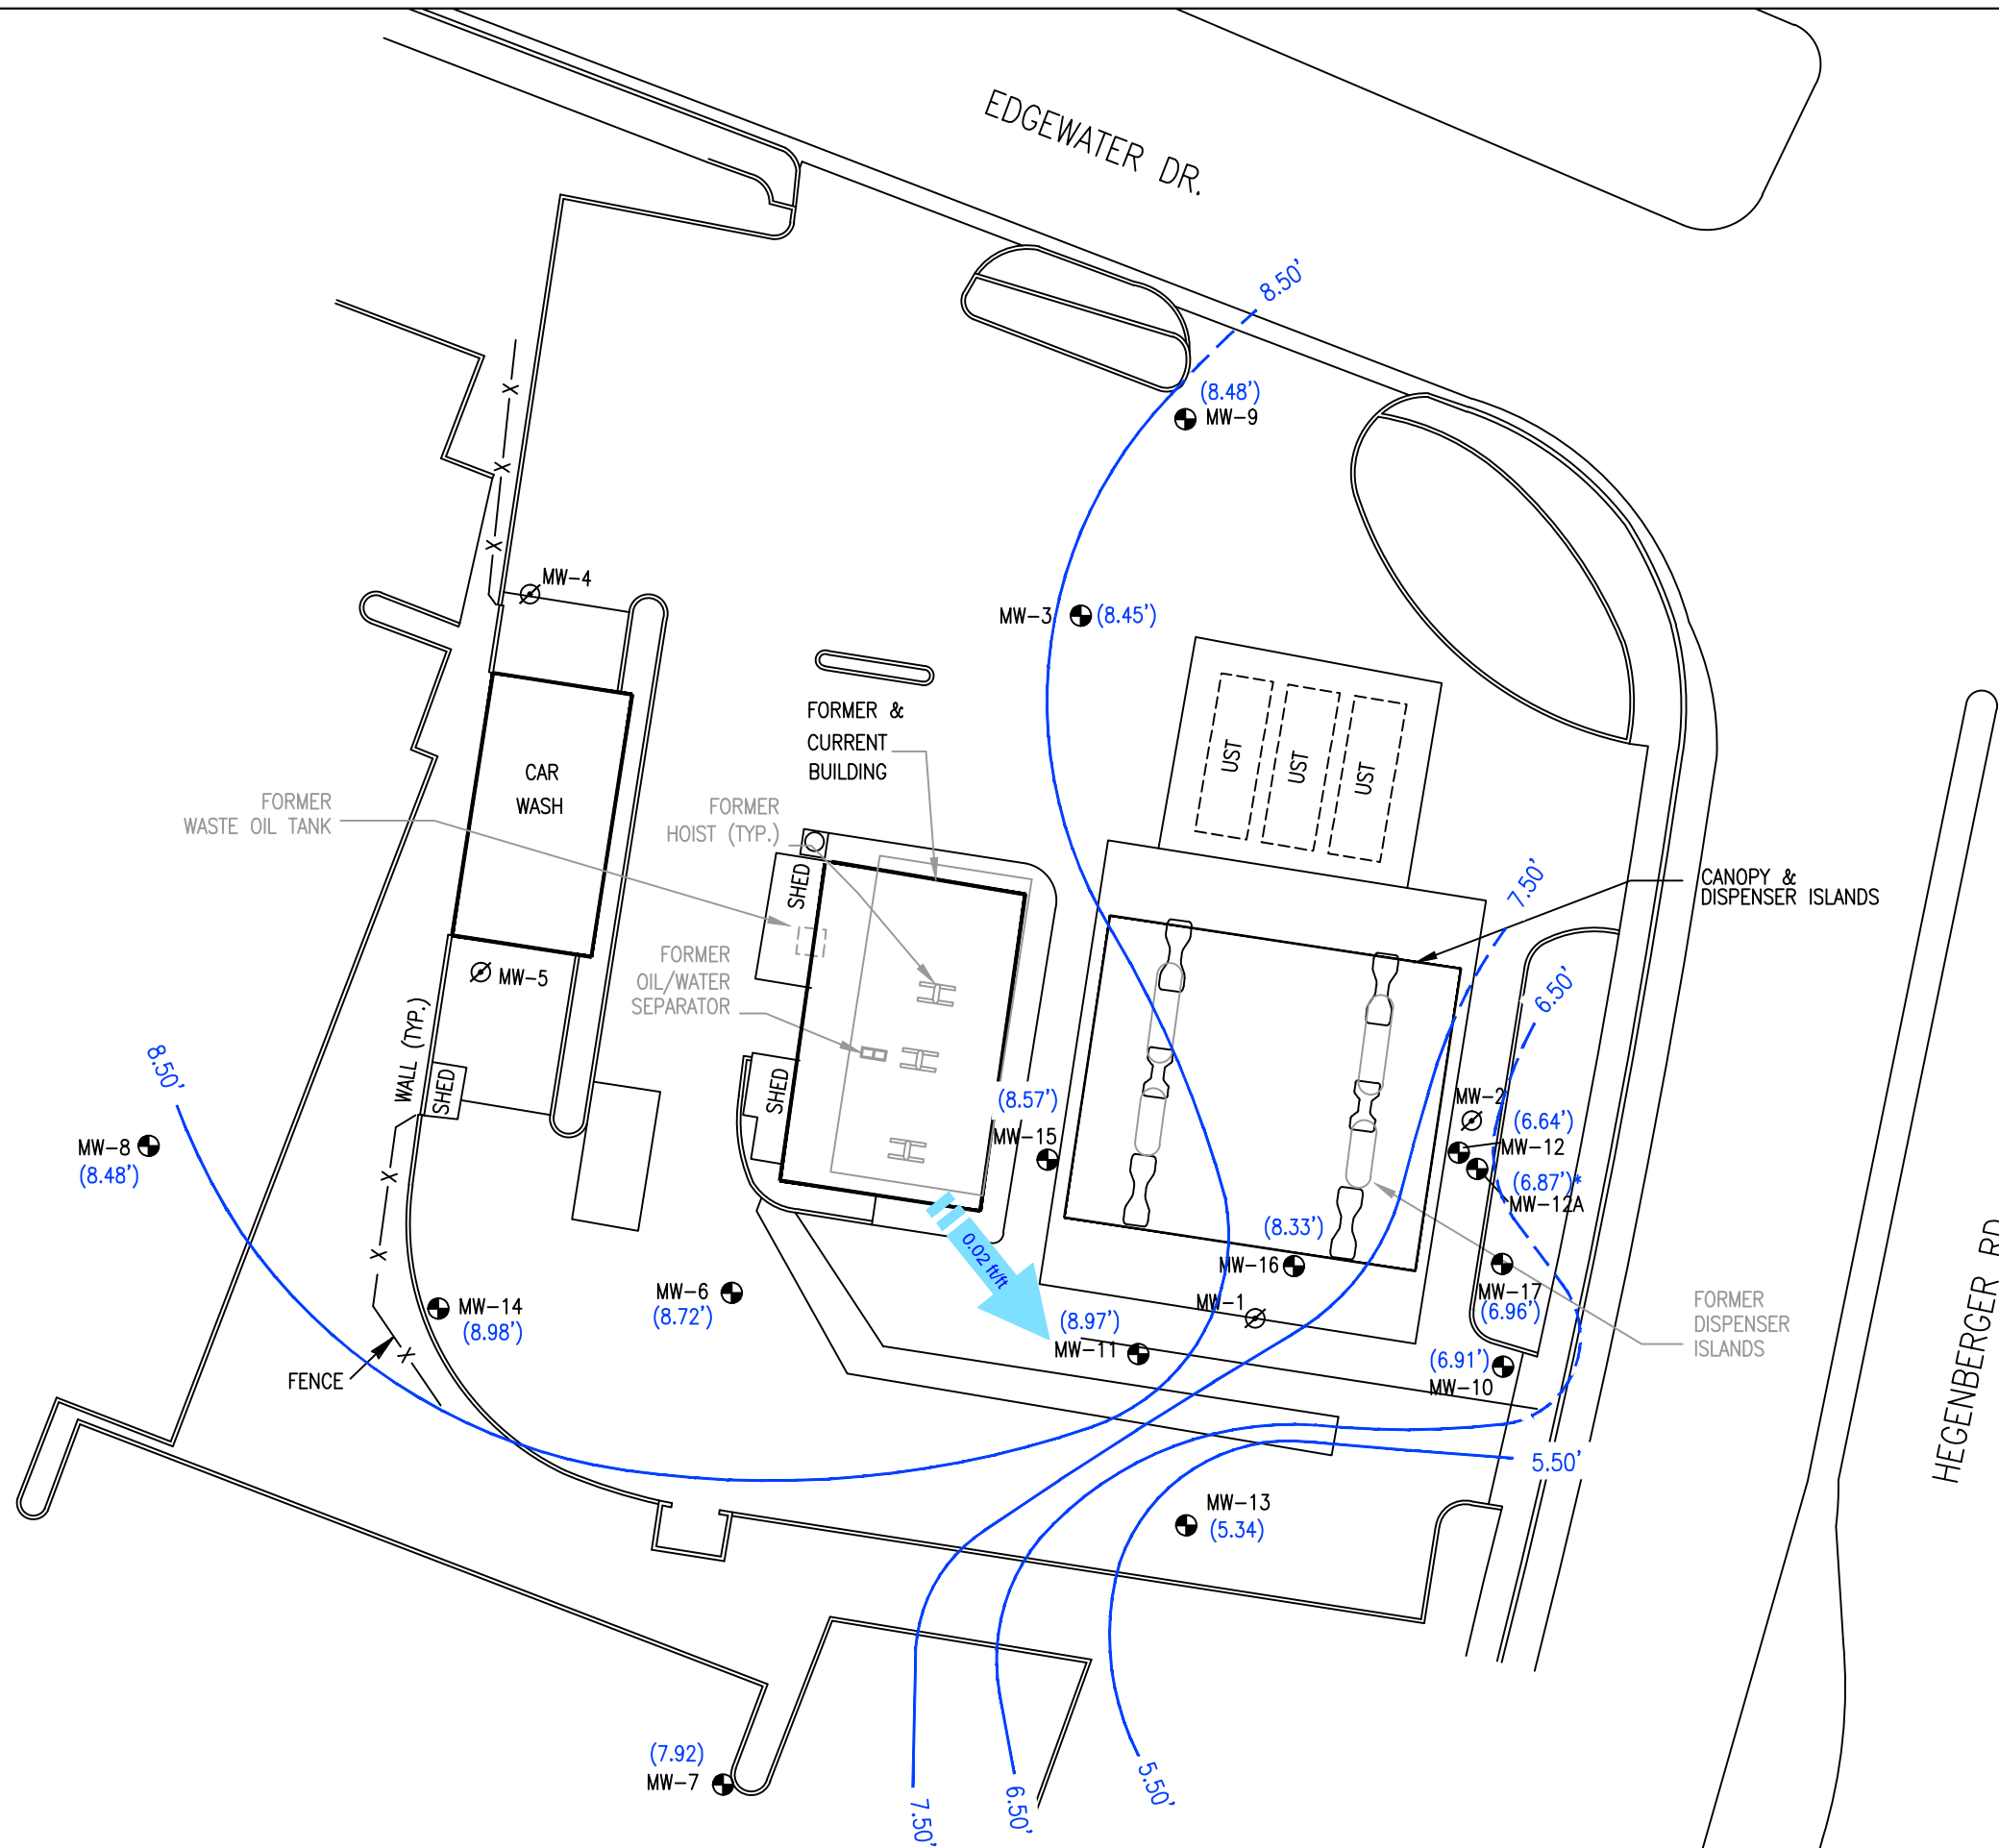 EDGEWATER DR.
8.50'
(8.48')
MW-9
X
X
X
MW-4
MW-3
(8.45')
FORMER &
CURRENT
BUILDING
UST
UST
UST
CAR
WASH
FORMER
WASTE OIL TANK
FORMER
HOIST (TYP.)
SHED
7.50'
CANOPY &
DISPENSER ISLANDS
FORMER
OIL/WATER
SEPARATOR
MW-5
6.50'
WALL (TYP.)
8.50'
SHED
SHED
(8.57')
MW-15
MW-2
(6.64')
MW-12
(6.87')*
MW-12A
MW-8
(8.48')
X
X
X
0.02 ft/ft
(8.33')
MW-16
MW-1
MW-17
(6.96')
FORMER
DISPENSER
ISLANDS
HEGENBERGER RD
MW-6
(8.72')
MW-14
(8.98')
(8.97')
MW-11
(6.91')
MW-10
FENCE
5.50'
MW-13
(5.34)
(7.92)
MW-7
7.50'
6.50'
5.50'